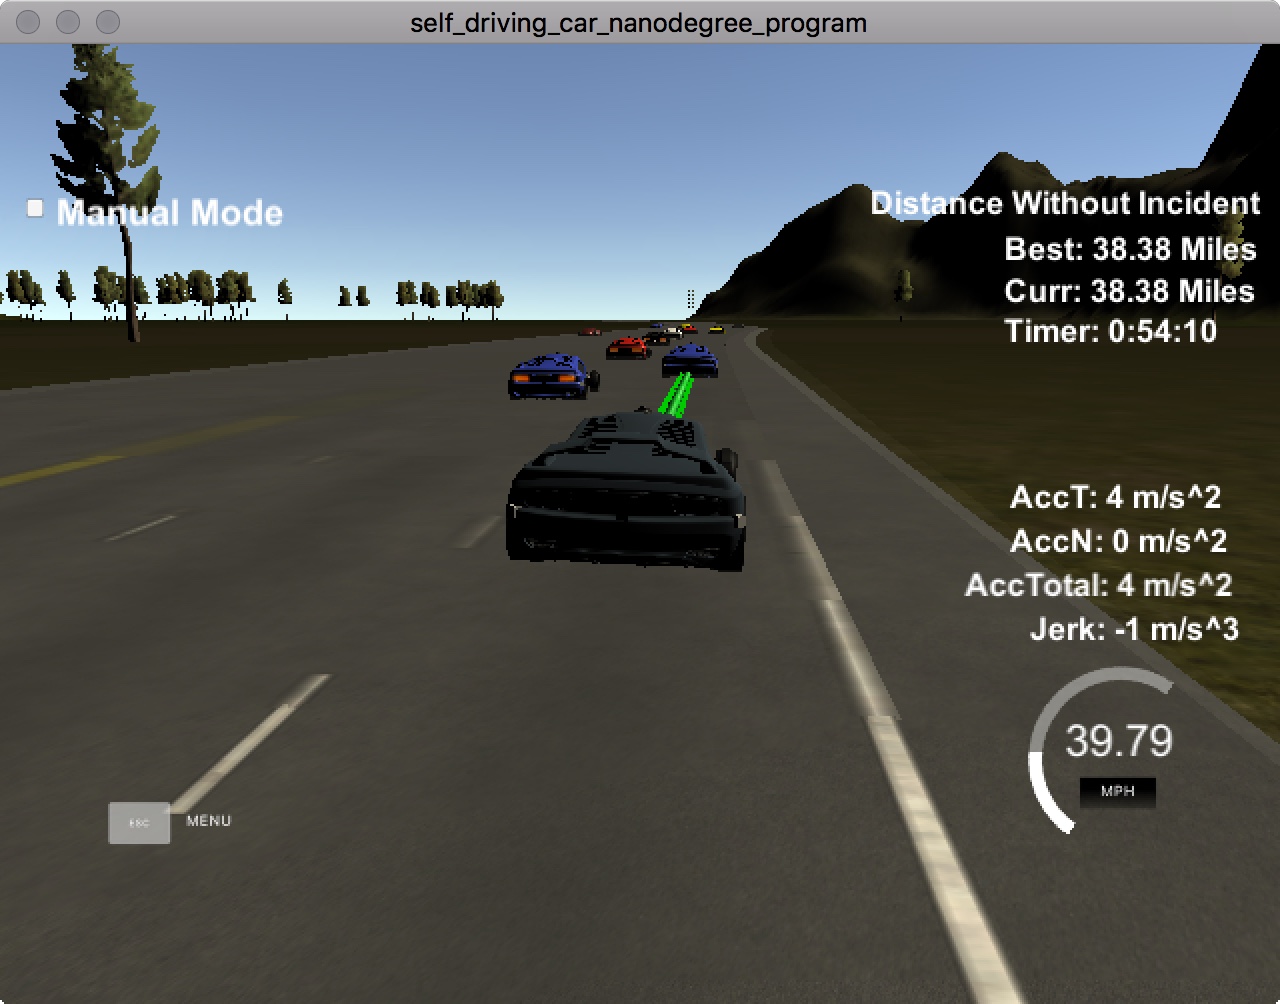 self_driving_car_nanodegree_program
Manual Mode
Distance Without Incident
Best: 38.38 Miles
Curr: 38.38 Miles
Timer: 0:54:10
AccT: 4 m/s^2
AccN: 0 m/s^2
AccTotal: 4 m/s^2
Jerk: -1 m/s^3
39.79
MPH
ESC MENU